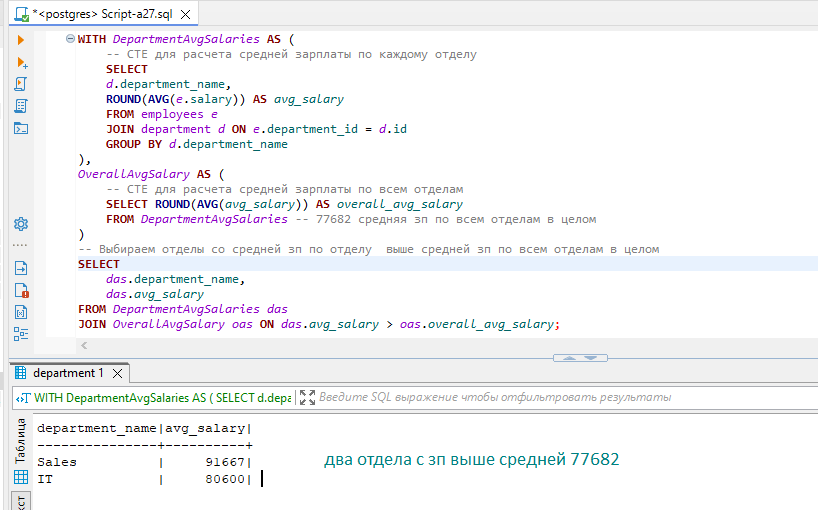 *<postgres> Script-a27.sql
WITH DepartmentAvgSalaries AS (
-- CTE для расчета средней зарплаты по каждому отделу
SELECT
d.department_name,
ROUND(AVG(e.salary)) AS avg_salary
FROM employees e
JOIN department d ON e.department_id = d.id
GROUP BY d.department_name
),
OverallAvgSalary AS (
-- CTE для расчета средней зарплаты по всем отделам
SELECT ROUND(AVG(avg_salary)) AS overall_avg_salary
FROM DepartmentAvgSalaries -- 77682 средняя зп по всем отделам в целом
)
-- Выбираем отделы со средней зп по отделу  выше средней зп по всем отделам в целом
SELECT
das.department_name,
das.avg_salary
FROM DepartmentAvgSalaries das
JOIN OverallAvgSalary oas ON das.avg_salary > oas.overall_avg_salary;
department 1
WITH DepartmentAvgSalaries AS ( SELECT d.depa
Введите SQL выражение чтобы отфильтровать результаты
Таблица
department_name|avg_salary|
---------------+----------+
Sales          |     91667|
IT             |     80600|
два отдела с зп выше средней 77682